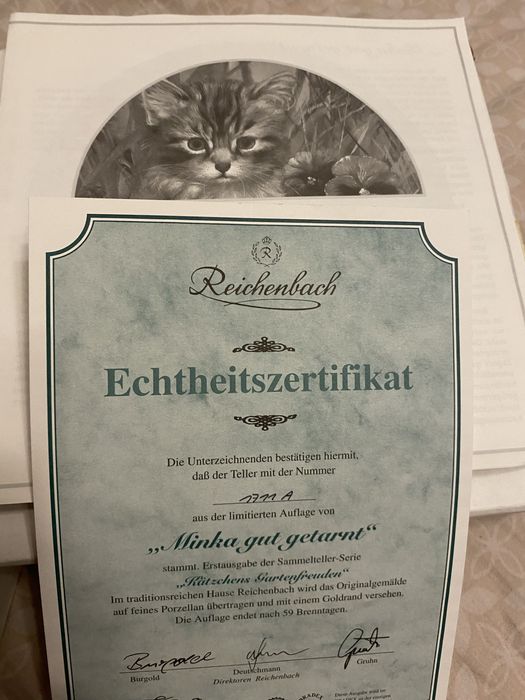 R
Reichenbach
Echtheitszertifikat
Die Unterzeichnenden bestätigen hiermit,
daß der Teller mit der Nummer
1711 A
aus der limitierten Auflage von
„Minka gut getarnt“
stammt. Erstausgabe der Sammelteller-Serie
„Kätzchens Gartenfreuden“
Im traditionsreichen Hause Reichenbach wird das Originalgemälde
auf feines Porzellan übertragen und mit einem Goldrand versehen.
Die Auflage endet nach 59 Brenntagen.
Burgold
Burgold Deutschmann Gruhn
Direktoren Reichenbach